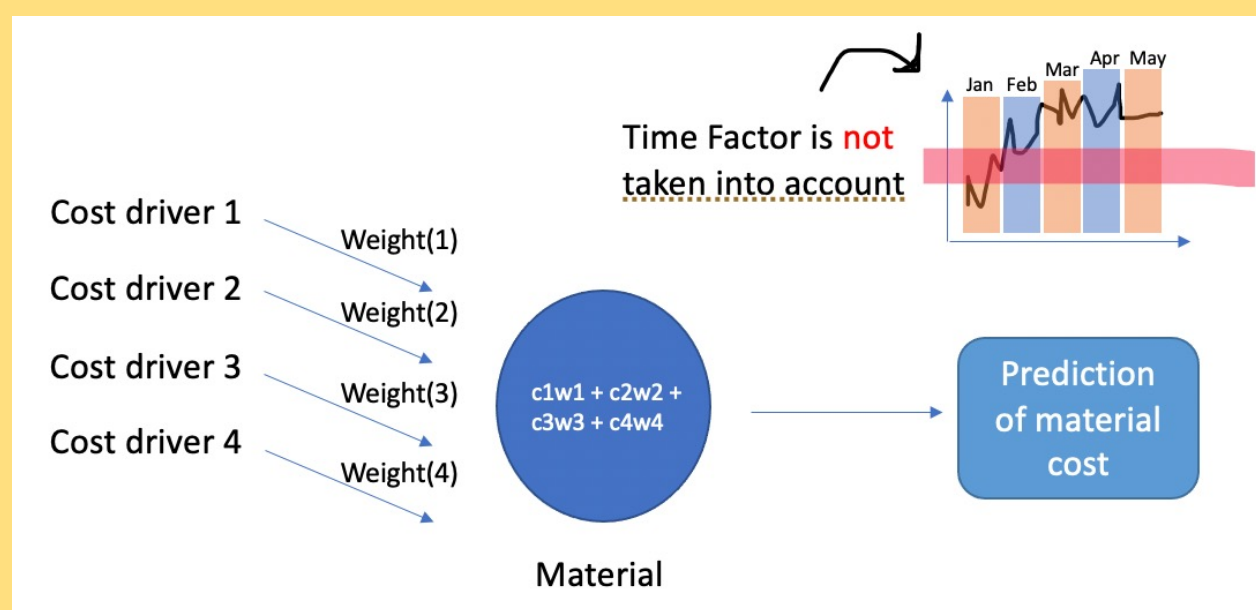 Jan Feb Mar Apr May
Time Factor is not
taken into account
Cost driver 1
Weight(1)
Cost driver 2
Weight(2)
Cost driver 3
Weight(3)
Cost driver 4
Weight(4)
c1w1 + c2w2 +
c3w3 + c4w4
Material
Prediction
of material
cost